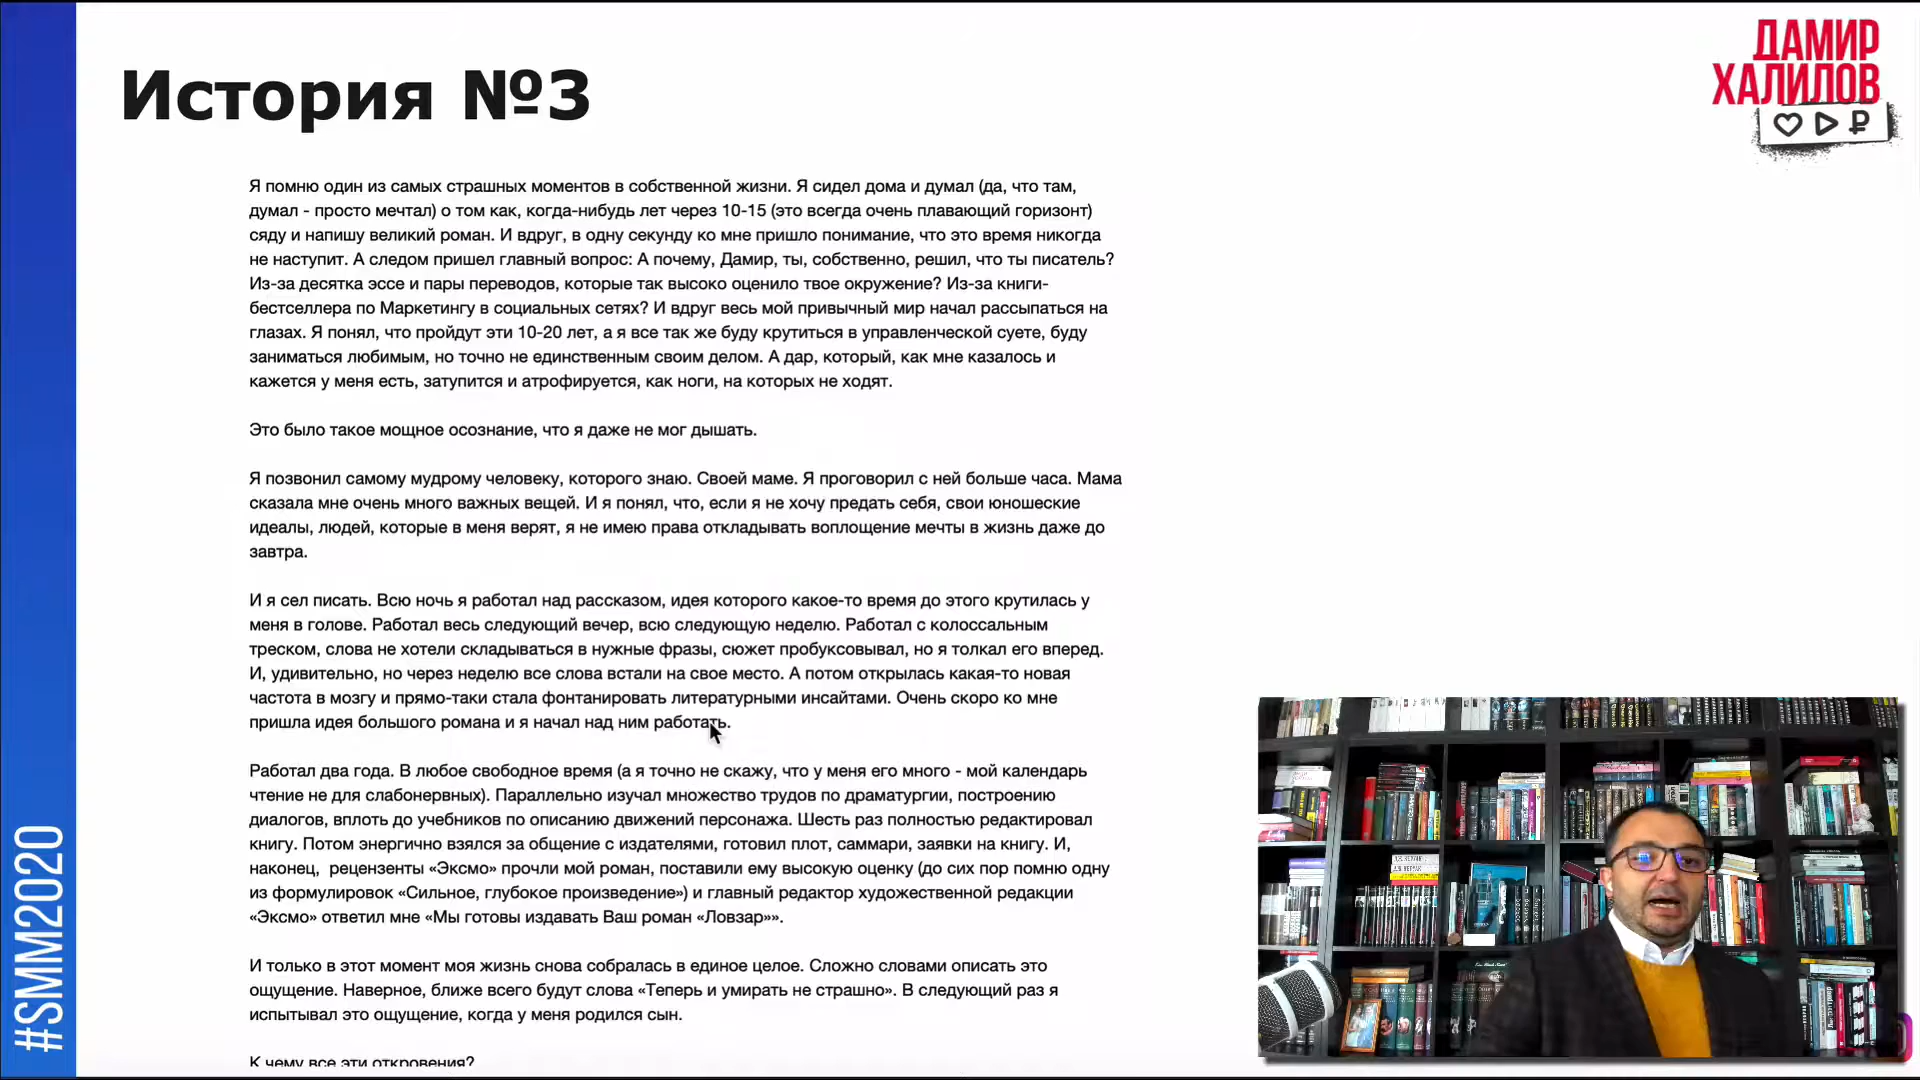 История №3
ДАМИР
ХАЛИЛОВ
Я помню один из самых страшных моментов в собственной жизни. Я сидел дома и думал (да, что там,
думал - просто мечтал) о том как, когда-нибудь лет через 10-15 (это всегда очень плавающий горизонт)
сяду и напишу великий роман. И вдруг, в одну секунду ко мне пришло понимание, что это время никогда
не наступит. А следом пришел главный вопрос: А почему, Дамир, ты, собственно, решил, что ты писатель?
Из-за десятка эссе и пары переводов, которые так высоко оценило твое окружение? Из-за книги-
бестселлера по Маркетингу в социальных сетях? И вдруг весь мой привычный мир начал рассыпаться на
глазах. Я понял, что пройдут эти 10-20 лет, а я все так же буду крутиться в управленческой суете, буду
заниматься любимым, но точно не единственным своим делом. А дар, который, как мне казалось и
кажется у меня есть, затупится и атрофируется, как ноги, на которых не ходят.
Это было такое мощное осознание, что я даже не мог дышать.
Я позвонил самому мудрому человеку, которого знаю. Своей маме. Я проговорил с ней больше часа. Мама
сказала мне очень много важных вещей. И я понял, что, если я не хочу предать себя, свои юношеские
идеалы, людей, которые в меня верят, я не имею права откладывать воплощение мечты в жизнь даже до
завтра.
И я сел писать. Всю ночь я работал над рассказом, идея которого какое-то время до этого крутилась у
меня в голове. Работал весь следующий вечер, всю следующую неделю. Работал с колоссальным
треском, слова не хотели складываться в нужные фразы, сюжет пробуксовывал, но я толкал его вперед.
И, удивительно, но через неделю все слова встали на свое место. А потом открылась какая-то новая
частота в мозгу и прямо-таки стала фонтанировать литературными инсайтами. Очень скоро ко мне
пришла идея большого романа и я начал над ним работать.
Работал два года. В любое свободное время (а я точно не скажу, что у меня его много - мой календарь
чтение не для слабонервных). Параллельно изучал множество трудов по драматургии, построению
диалогов, вплоть до учебников по описанию движений персонажа. Шесть раз полностью редактировал
книгу. Потом энергично взялся за общение с издателями, готовил плот, саммари, заявки на книгу. И,
наконец, рецензенты «Эксмо» прочли мой роман, поставили ему высокую оценку (до сих пор помню одну
из формулировок «Сильное, глубокое произведение») и главный редактор художественной редакции
«Эксмо» ответил мне «Мы готовы издавать Ваш роман «Ловзар»».
И только в этот момент моя жизнь снова собралась в единое целое. Сложно словами описать это
ощущение. Наверное, ближе всего будут слова «Теперь и умирать не страшно». В следующий раз я
испытывал это ощущение, когда у меня родился сын.
К чему все эти откровения?
#SMM2020